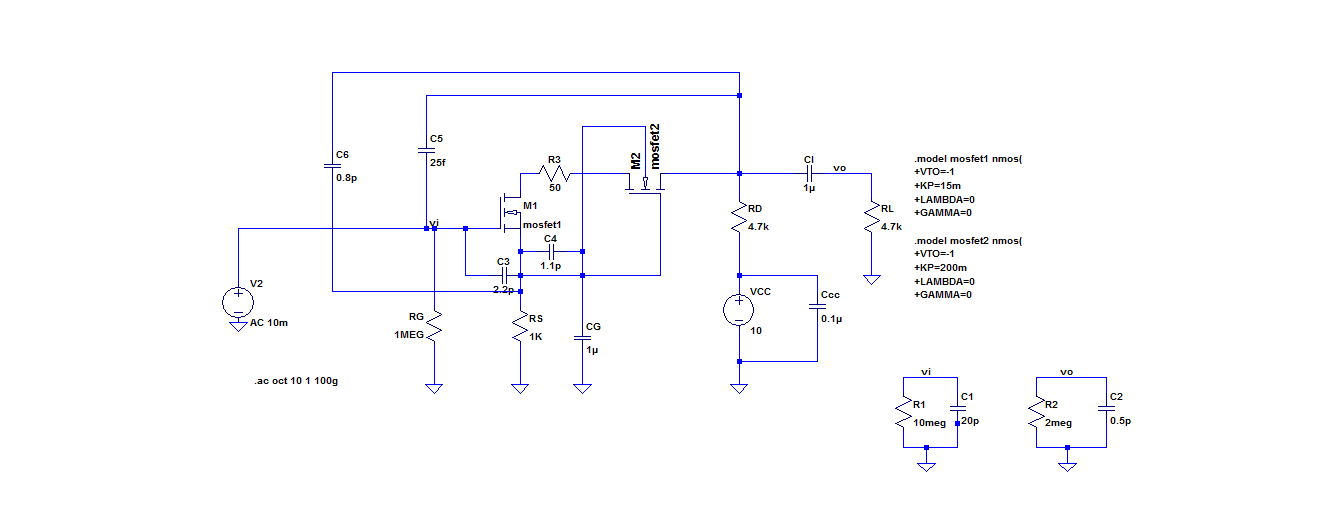 C6
0.8p
C5
25f
R3
50
M2
mosfet2
CI
1µ
vo
RD
4.7k
RL
4.7k
.model mosfet1 nmos(
+VTO=-1
+KP=15m
+LAMBDA=0
+GAMMA=0
.model mosfet2 nmos(
+VTO=-1
+KP=200m
+LAMBDA=0
+GAMMA=0
vi
M1
mosfet1
C4
1.1p
C3
2.2p
V2
AC 10m
RG
1MEG
RS
1K
CG
1µ
VCC
10
Ccc
0.1µ
.ac oct 10 1 100g
vi
R1
10meg
C1
20p
vo
R2
2meg
C2
0.5p